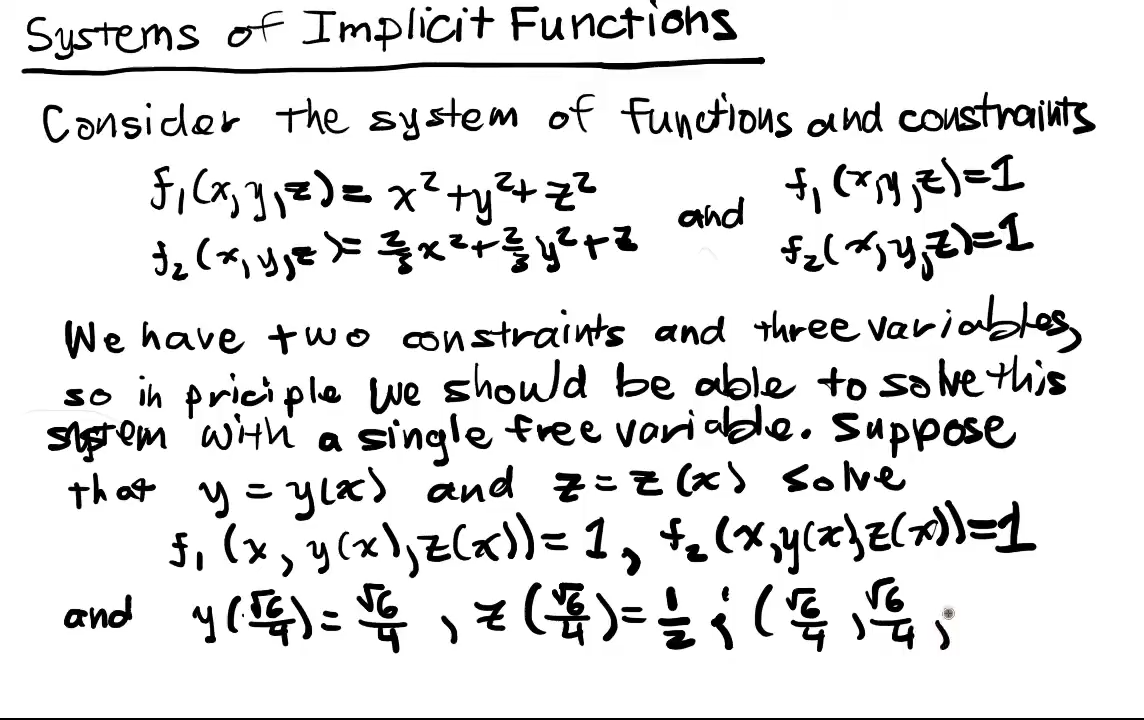 Systems of Implicit Functions
Consider the system of functions and constraints
f₁(x,y,z)= x²+y²+z² and f₁(x,y,z)=1
f₂(x,y,z)= 2/3x²+2/3y²+z f₂(x,y,z)=1
We have two constraints and three variables,
so in priciple we should be able to solve this
system with a single free variable. Suppose
that y=y(x) and z=z(x) solve
f₁(x, y(x),z(x))=1, f₂(x,y(x),z(x))=1
and y(√6/4)=√6/4, z(√6/4)=1/2; (√6/4,√6/4,